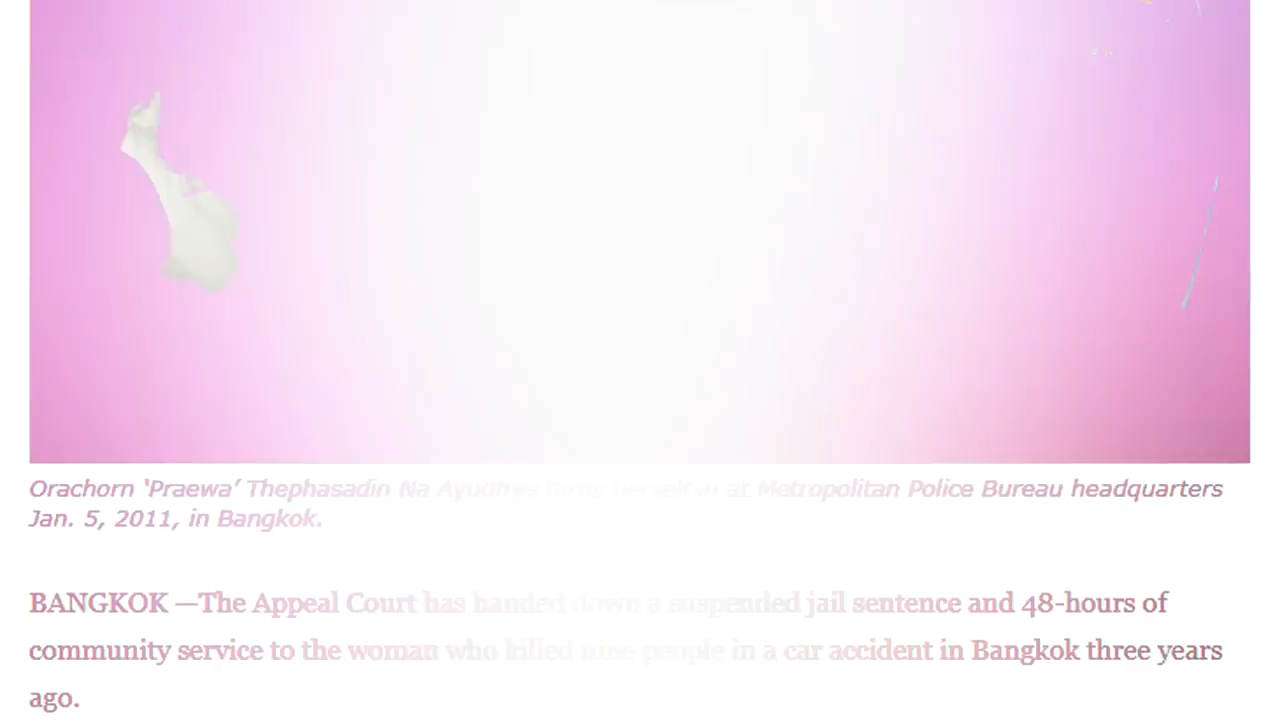 Orachorn ‘Praewa’ Thephasadin Na Ayudhya turns herself in at Metropolitan Police Bureau headquarters
Jan. 5, 2011, in Bangkok.
BANGKOK —The Appeal Court has handed down a suspended jail sentence and 48-hours of
community service to the woman who killed nine people in a car accident in Bangkok three years
ago.